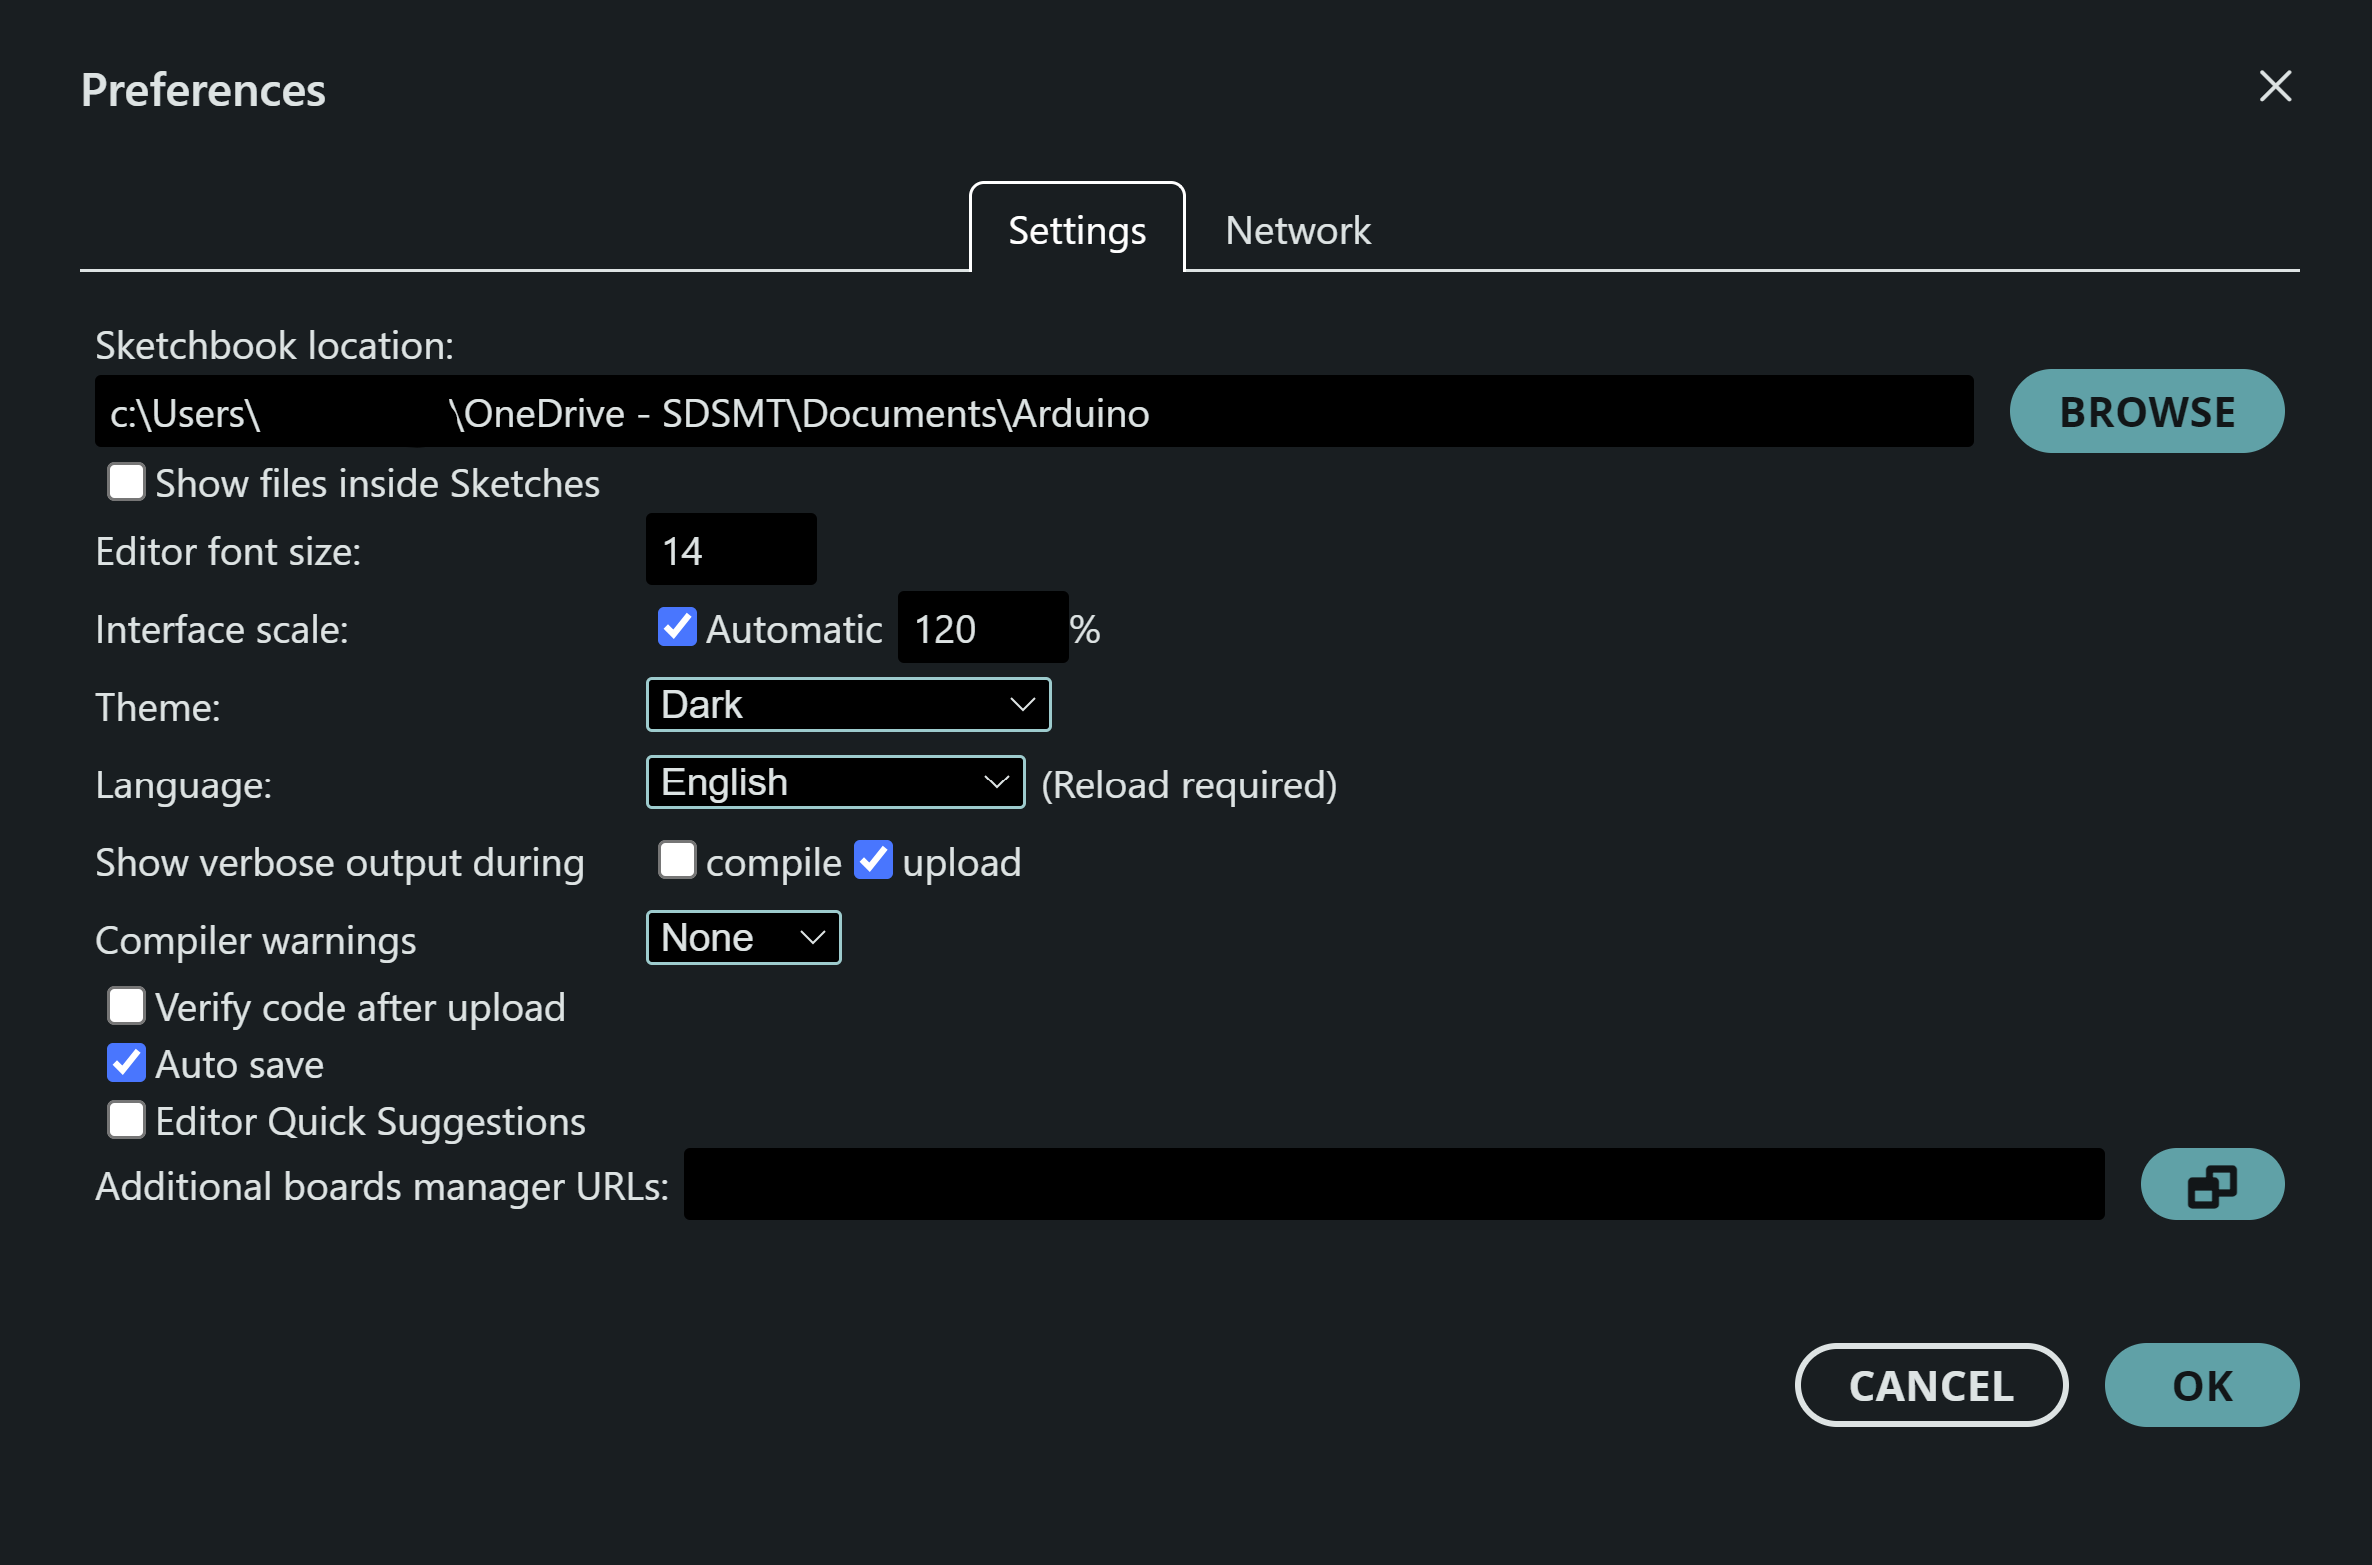 Preferences
Settings Network
Sketchbook location:
c:\Users\ \OneDrive - SDSMT\Documents\Arduino BROWSE
Show files inside Sketches
Editor font size: 14
Interface scale: Automatic 120 %
Theme: Dark
Language: English (Reload required)
Show verbose output during compile upload
Compiler warnings None
Verify code after upload
Auto save
Editor Quick Suggestions
Additional boards manager URLs:
CANCEL OK